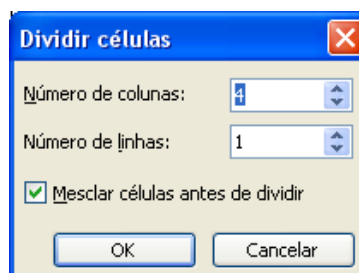 Dividir células
Número de colunas: 4
Número de linhas: 1
Mesclar células antes de dividir
OK Cancelar